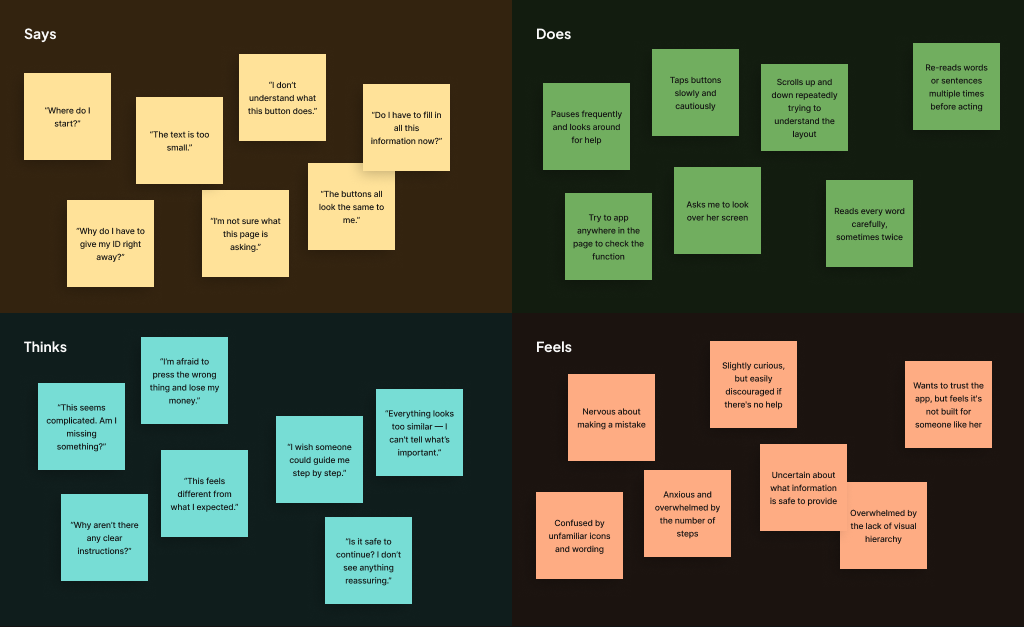 Says
“Where do I
start?”
“The text is too
small.”
“I don’t
understand what
this button does.”
“Do I have to fill in
all this
information now?”
“Why do I have to
give my ID right
away?”
“I’m not sure what
this page is
asking.”
“The buttons all
look the same to
me.”
Does
Pauses frequently
and looks around
for help
Taps buttons
slowly and
cautiously
Scrolls up and
down repeatedly
trying to
understand the
layout
Re-reads words
or sentences
multiple times
before acting
Try to app
anywhere in the
page to check the
function
Asks me to look
over her screen
Reads every word
carefully,
sometimes twice
Thinks
“This seems
complicated. Am I
missing
something?”
“I’m afraid to
press the wrong
thing and lose my
money.”
“Everything looks
too similar — I
can’t tell what’s
important.”
“I wish someone
could guide me
step by step.”
“This feels
different from
what I expected.”
“Why aren’t there
any clear
instructions?”
“Is it safe to
continue? I don’t
see anything
reassuring.”
Feels
Nervous about
making a mistake
Slightly curious,
but easily
discouraged if
there's no help
Wants to trust the
app, but feels it's
not built for
someone like her
Confused by
unfamiliar icons
and wording
Anxious and
overwhelmed by
the number of
steps
Uncertain about
what information
is safe to provide
Overwhelmed by
the lack of visual
hierarchy